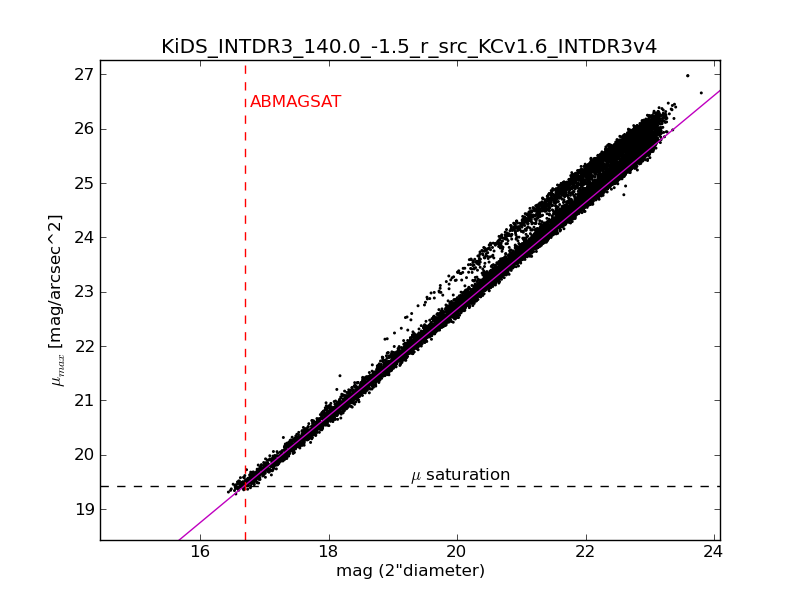 KiDS_INTDR3_140.0_-1.5_r_src_KCv1.6_INTDR3v4
27
ABMAGSAT
26
25
24
23
22
21
20
μ saturation
19
μ_max [mag/arcsec^2]
16 18 20 22 24
mag (2"diameter)